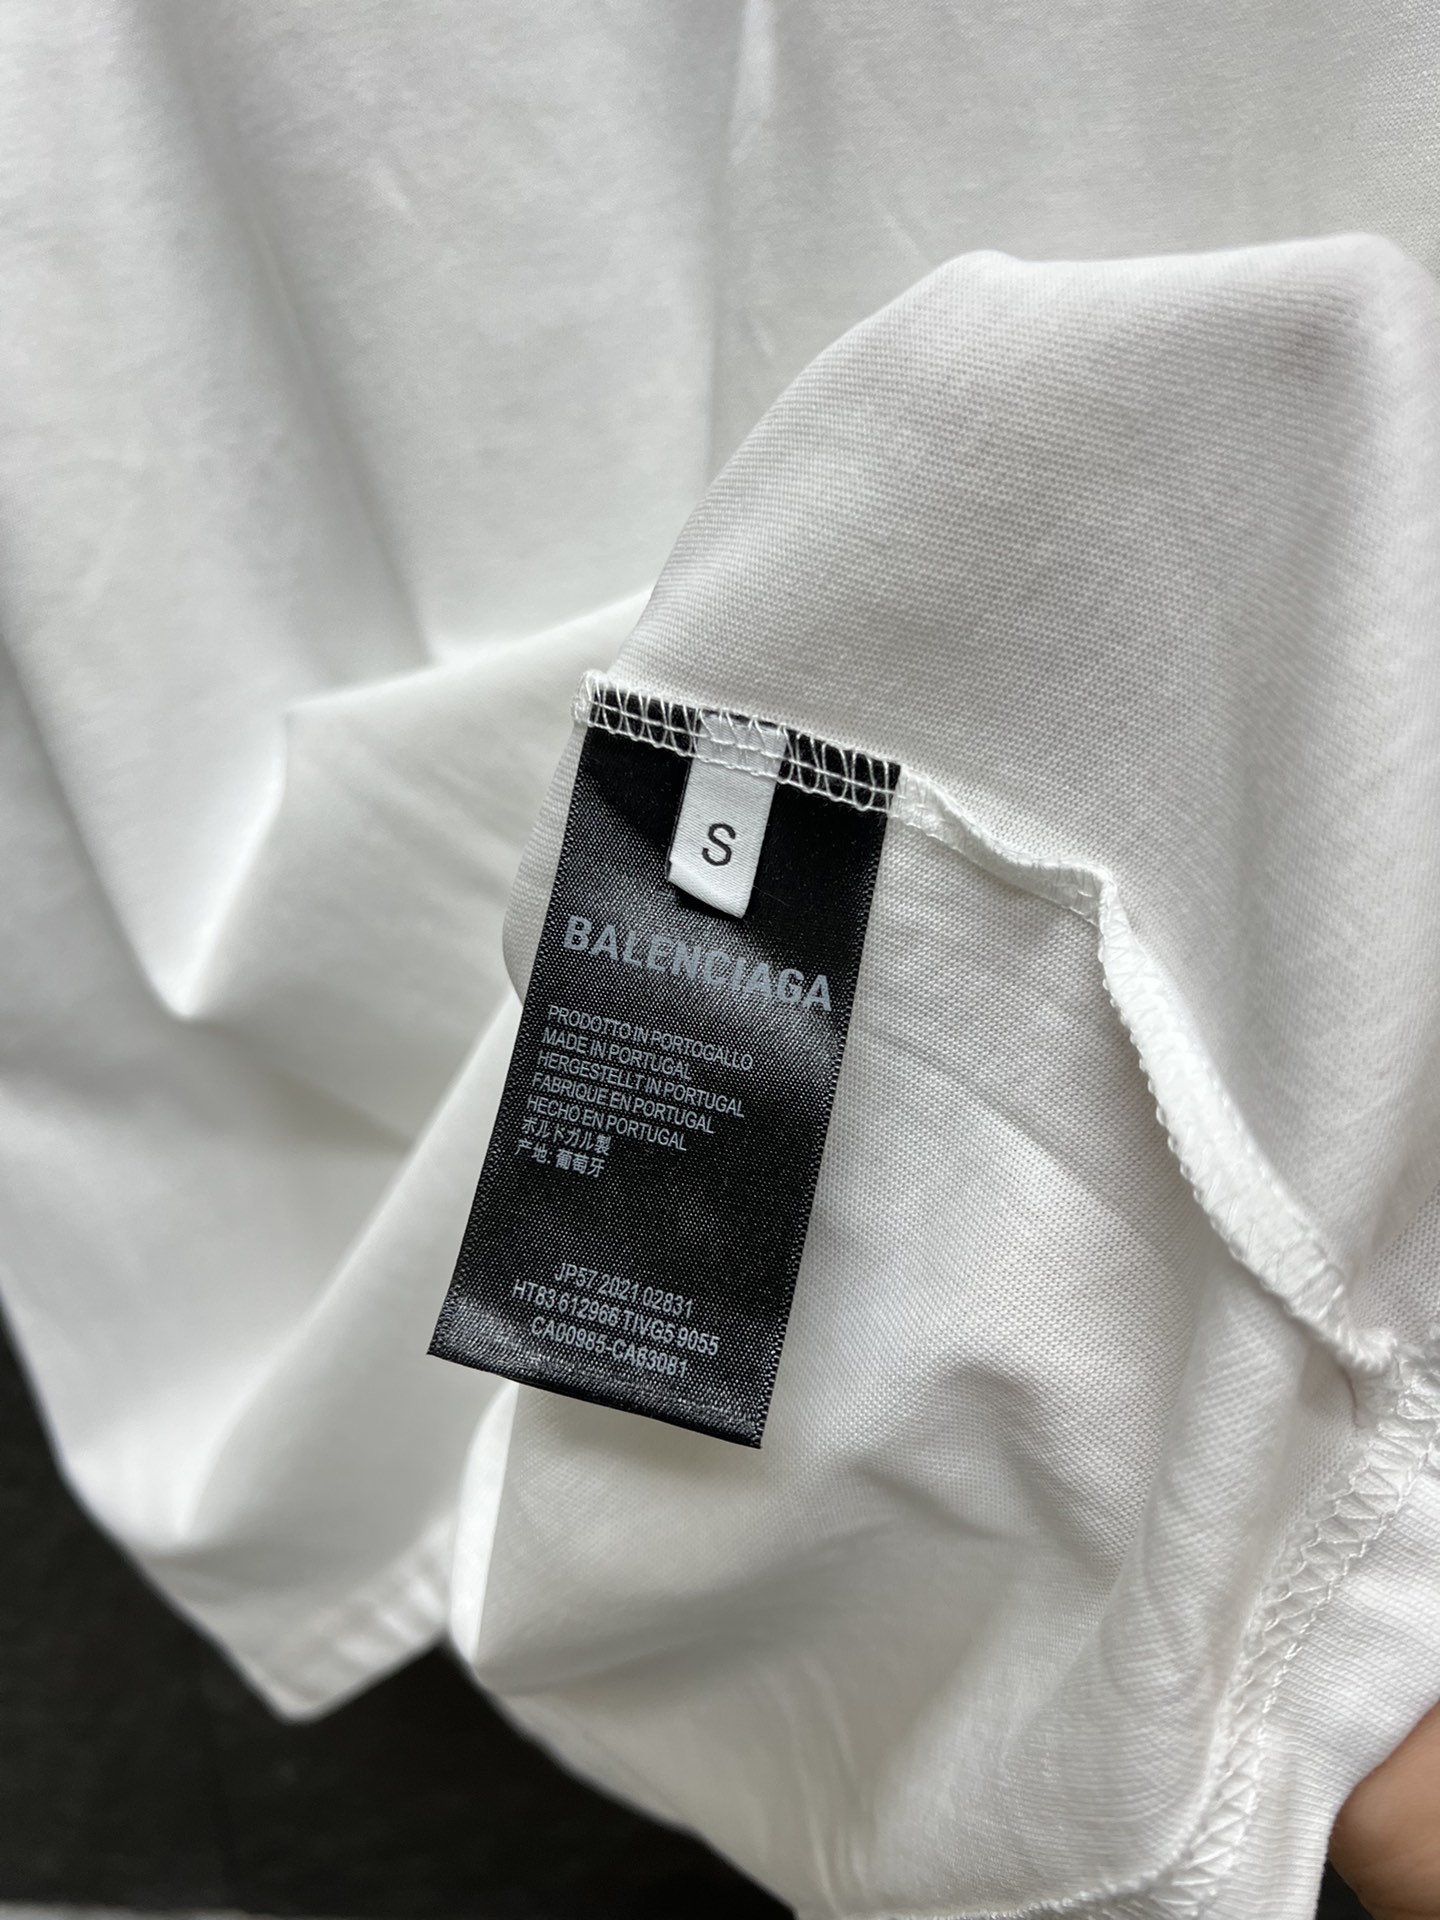 S
BALENCIAGA
PRODOTTO IN PORTOGALLO
MADE IN PORTUGAL
HERGESTELLT IN PORTUGAL
FABRIQUE EN PORTUGAL
HECHO EN PORTUGAL
ポルトガル製
产地: 葡萄牙
JP57 2021 02831
HT83 612966 TIVG5 9055
CA00985-CA63081